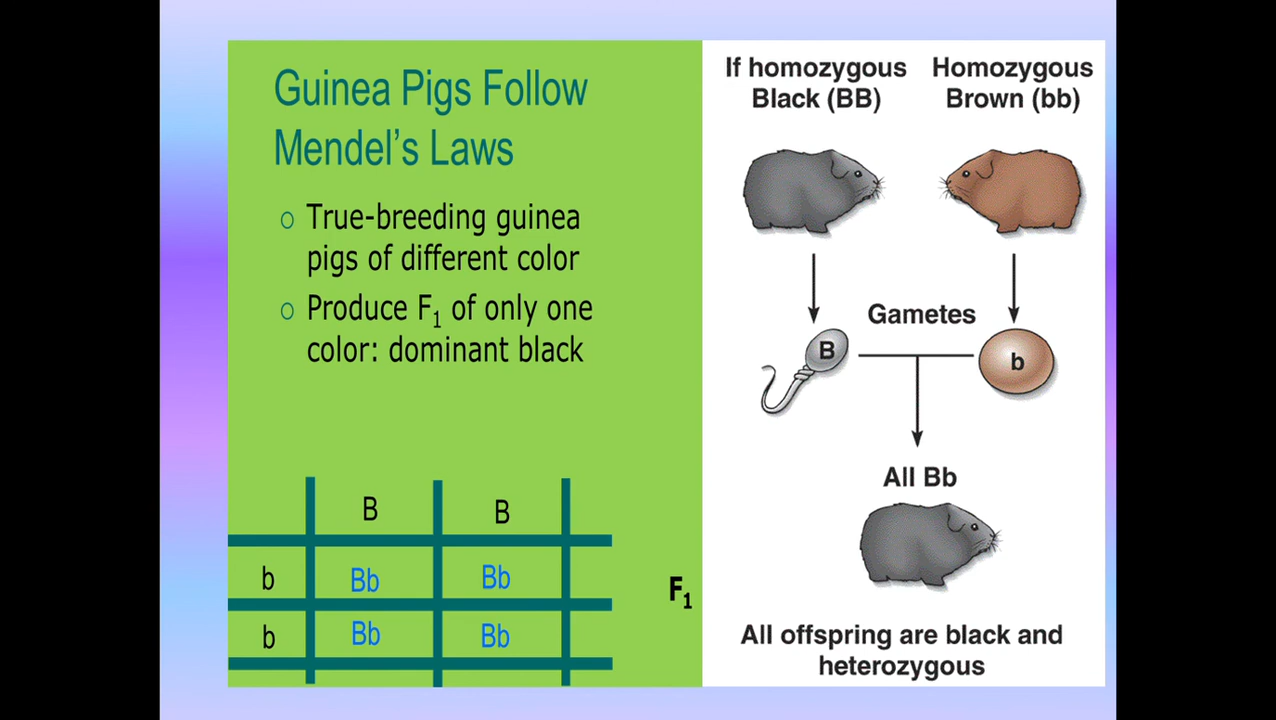 Guinea Pigs Follow
Mendel's Laws
o True-breeding guinea
pigs of different color
o Produce F₁ of only one
color: dominant black
B B
b Bb Bb
b Bb Bb
F₁
If homozygous
Black (BB)
Homozygous
Brown (bb)
Gametes
B
b
All Bb
All offspring are black and
heterozygous